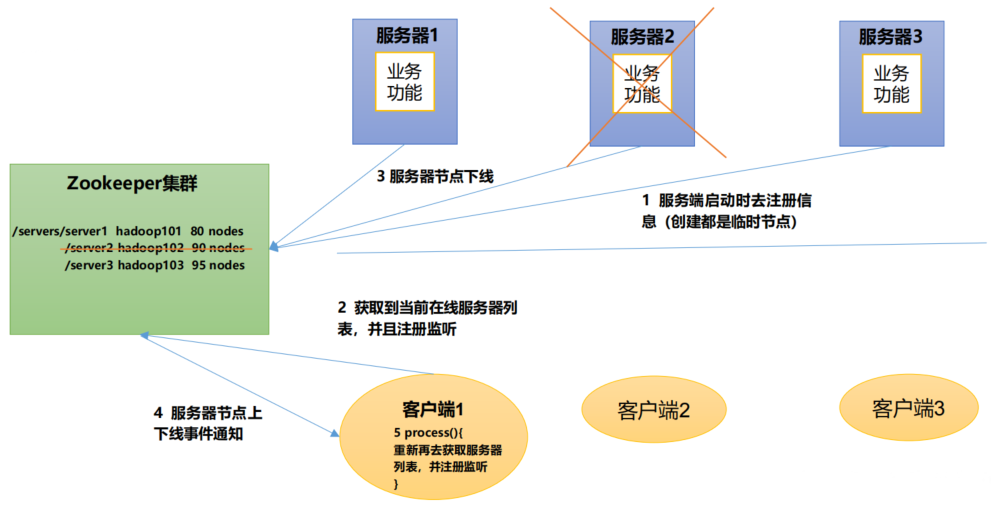 服务器1
业务
功能
服务器2
业务
功能
服务器3
业务
功能
3 服务器节点下线
1 服务端启动时去注册信
息（创建都是临时节点）
Zookeeper集群
/servers/server1 hadoop101 80 nodes
/server2 hadoop102 90 nodes
/server3 hadoop103 95 nodes
2 获取到当前在线服务器列
表，并且注册监听
4 服务器节点上
下线事件通知
客户端1
5 process(){
重新再去获取服务器
列表，并注册监听
}
客户端2
客户端3